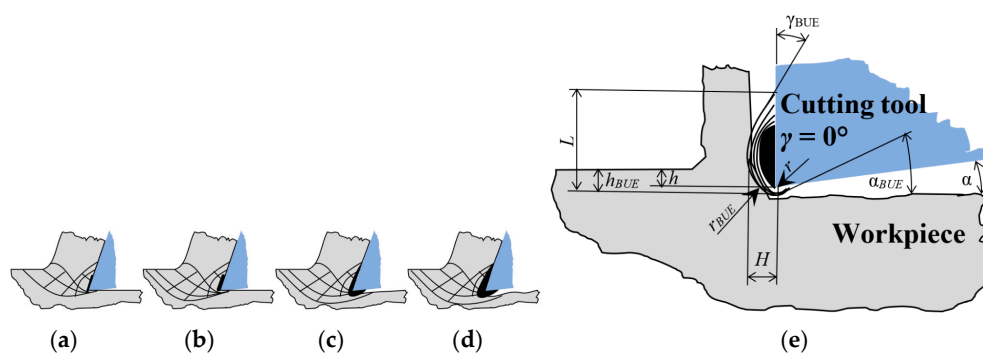 γBUE
Cutting tool
γ = 0°
L
r
hBUE
h
αBUE
α
rBUE
Workpiece
H
(a) (b) (c) (d) (e)